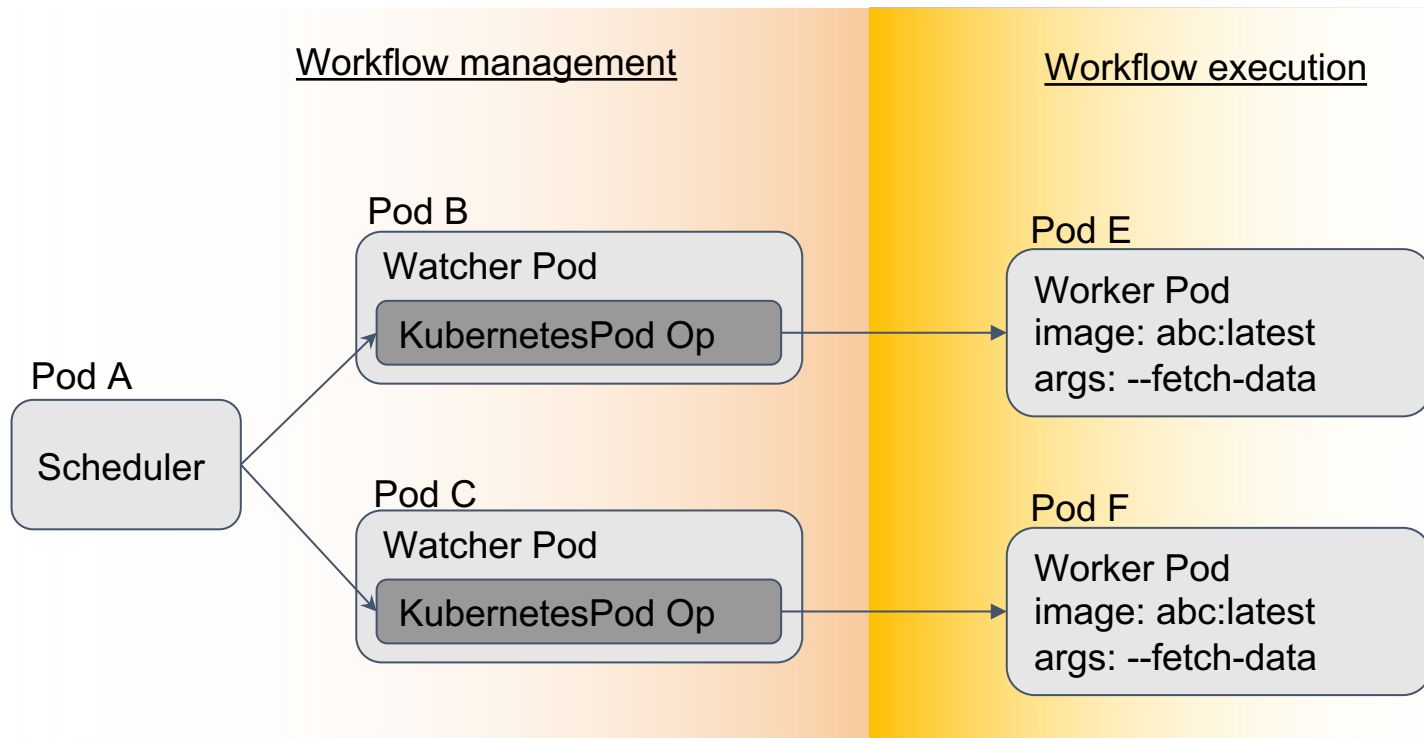 Workflow management
Workflow execution
Pod B
Watcher Pod
KubernetesPod Op
Pod E
Worker Pod
image: abc:latest
args: --fetch-data
Pod A
Scheduler
Pod C
Watcher Pod
KubernetesPod Op
Pod F
Worker Pod
image: abc:latest
args: --fetch-data